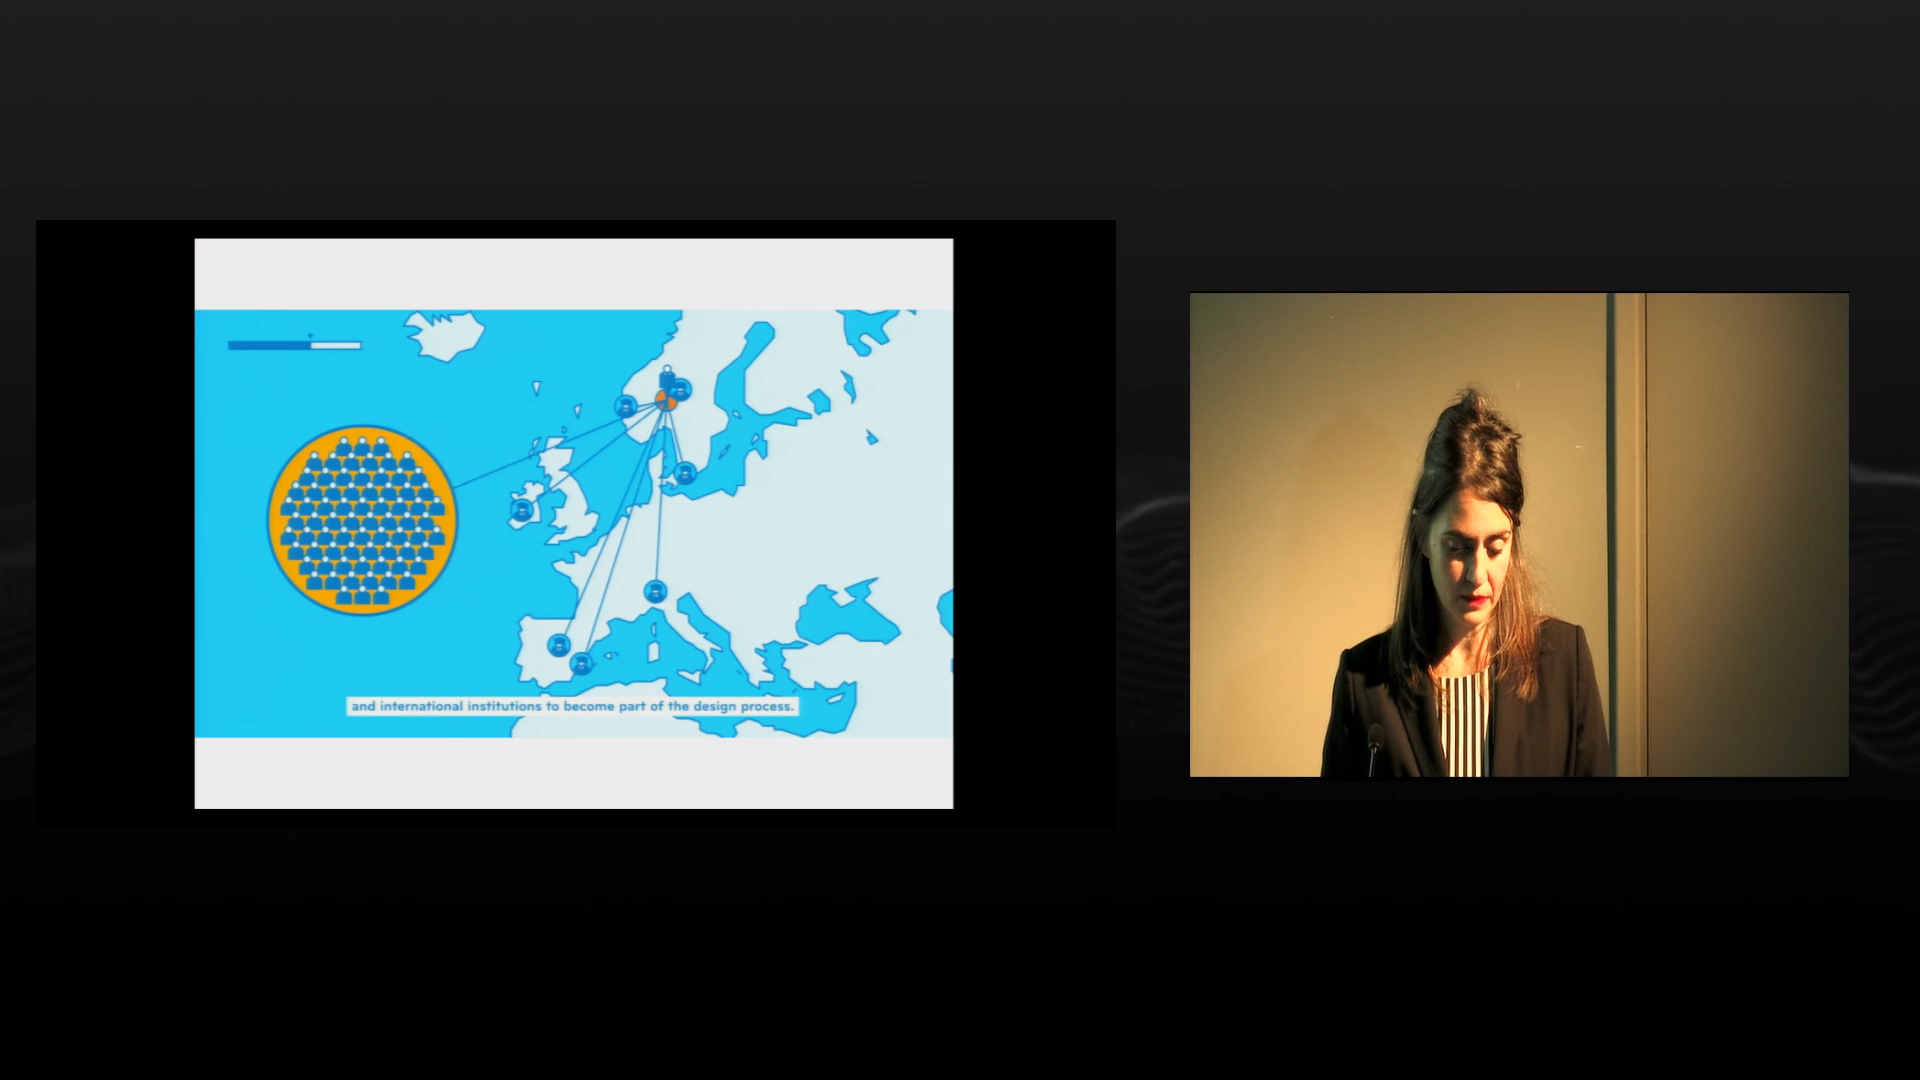 and international institutions to become part of the design process.